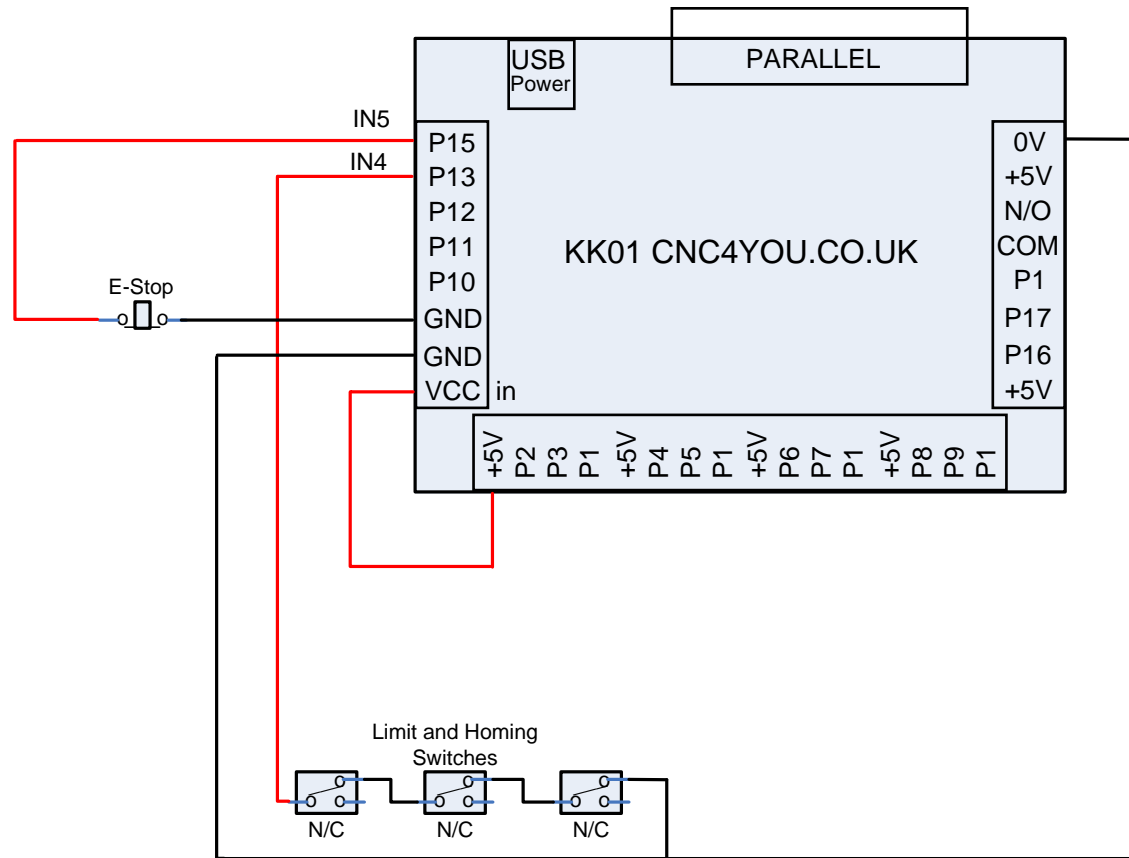 USB
Power
PARALLEL
IN5
IN4
P15
P13
P12
P11
P10
GND
GND
VCC in
KK01 CNC4YOU.CO.UK
0V
+5V
N/O
COM
P1
P17
P16
+5V
E-Stop
+5V P2 P3 P1 +5V P4 P5 P1 +5V P6 P7 P1 +5V P8 P9 P1
Limit and Homing
Switches
N/C N/C N/C